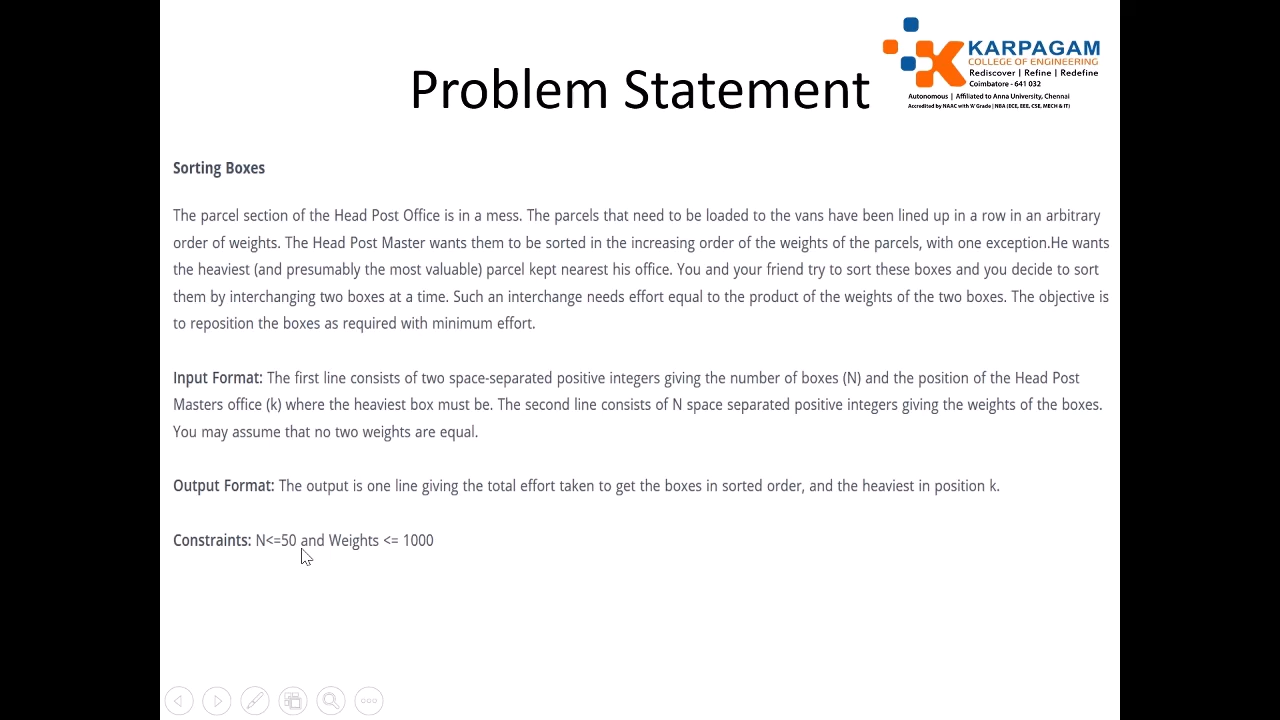 KARPAGAM
COLLEGE OF ENGINEERING
Rediscover | Refine | Redefine
Coimbatore - 641 032
Autonomous | Affiliated to Anna University, Chennai
Accredited by NAAC with 'A' Grade | NBA (ECE, EEE, CSE, MECH & IT)
Problem Statement
Sorting Boxes
The parcel section of the Head Post Office is in a mess. The parcels that need to be loaded to the vans have been lined up in a row in an arbitrary
order of weights. The Head Post Master wants them to be sorted in the increasing order of the weights of the parcels, with one exception.He wants
the heaviest (and presumably the most valuable) parcel kept nearest his office. You and your friend try to sort these boxes and you decide to sort
them by interchanging two boxes at a time. Such an interchange needs effort equal to the product of the weights of the two boxes. The objective is
to reposition the boxes as required with minimum effort.
Input Format: The first line consists of two space-separated positive integers giving the number of boxes (N) and the position of the Head Post
Masters office (k) where the heaviest box must be. The second line consists of N space separated positive integers giving the weights of the boxes.
You may assume that no two weights are equal.
Output Format: The output is one line giving the total effort taken to get the boxes in sorted order, and the heaviest in position k.
Constraints: N<=50 and Weights <= 1000